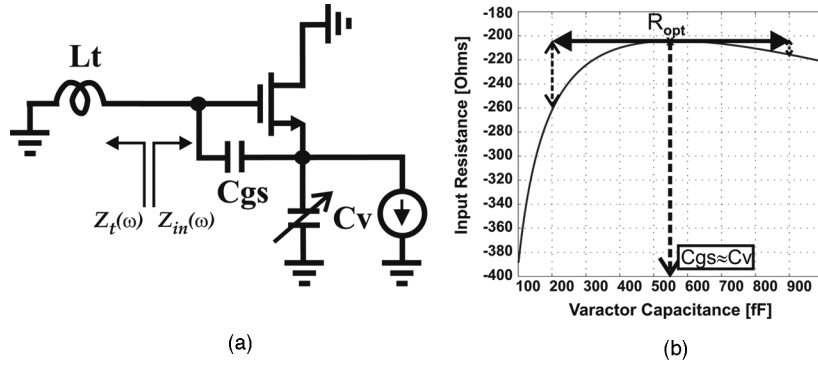 Lt
Cgs
Cv
Zt(ω) Zin(ω)
(a)
Input Resistance [Ohms]
-180
-200
-220
-240
-260
-280
-300
-320
-340
-360
-380
-400
Ropt
Cgs≈Cv
100 200 300 400 500 600 700 800 900
Varactor Capacitance [fF]
(b)